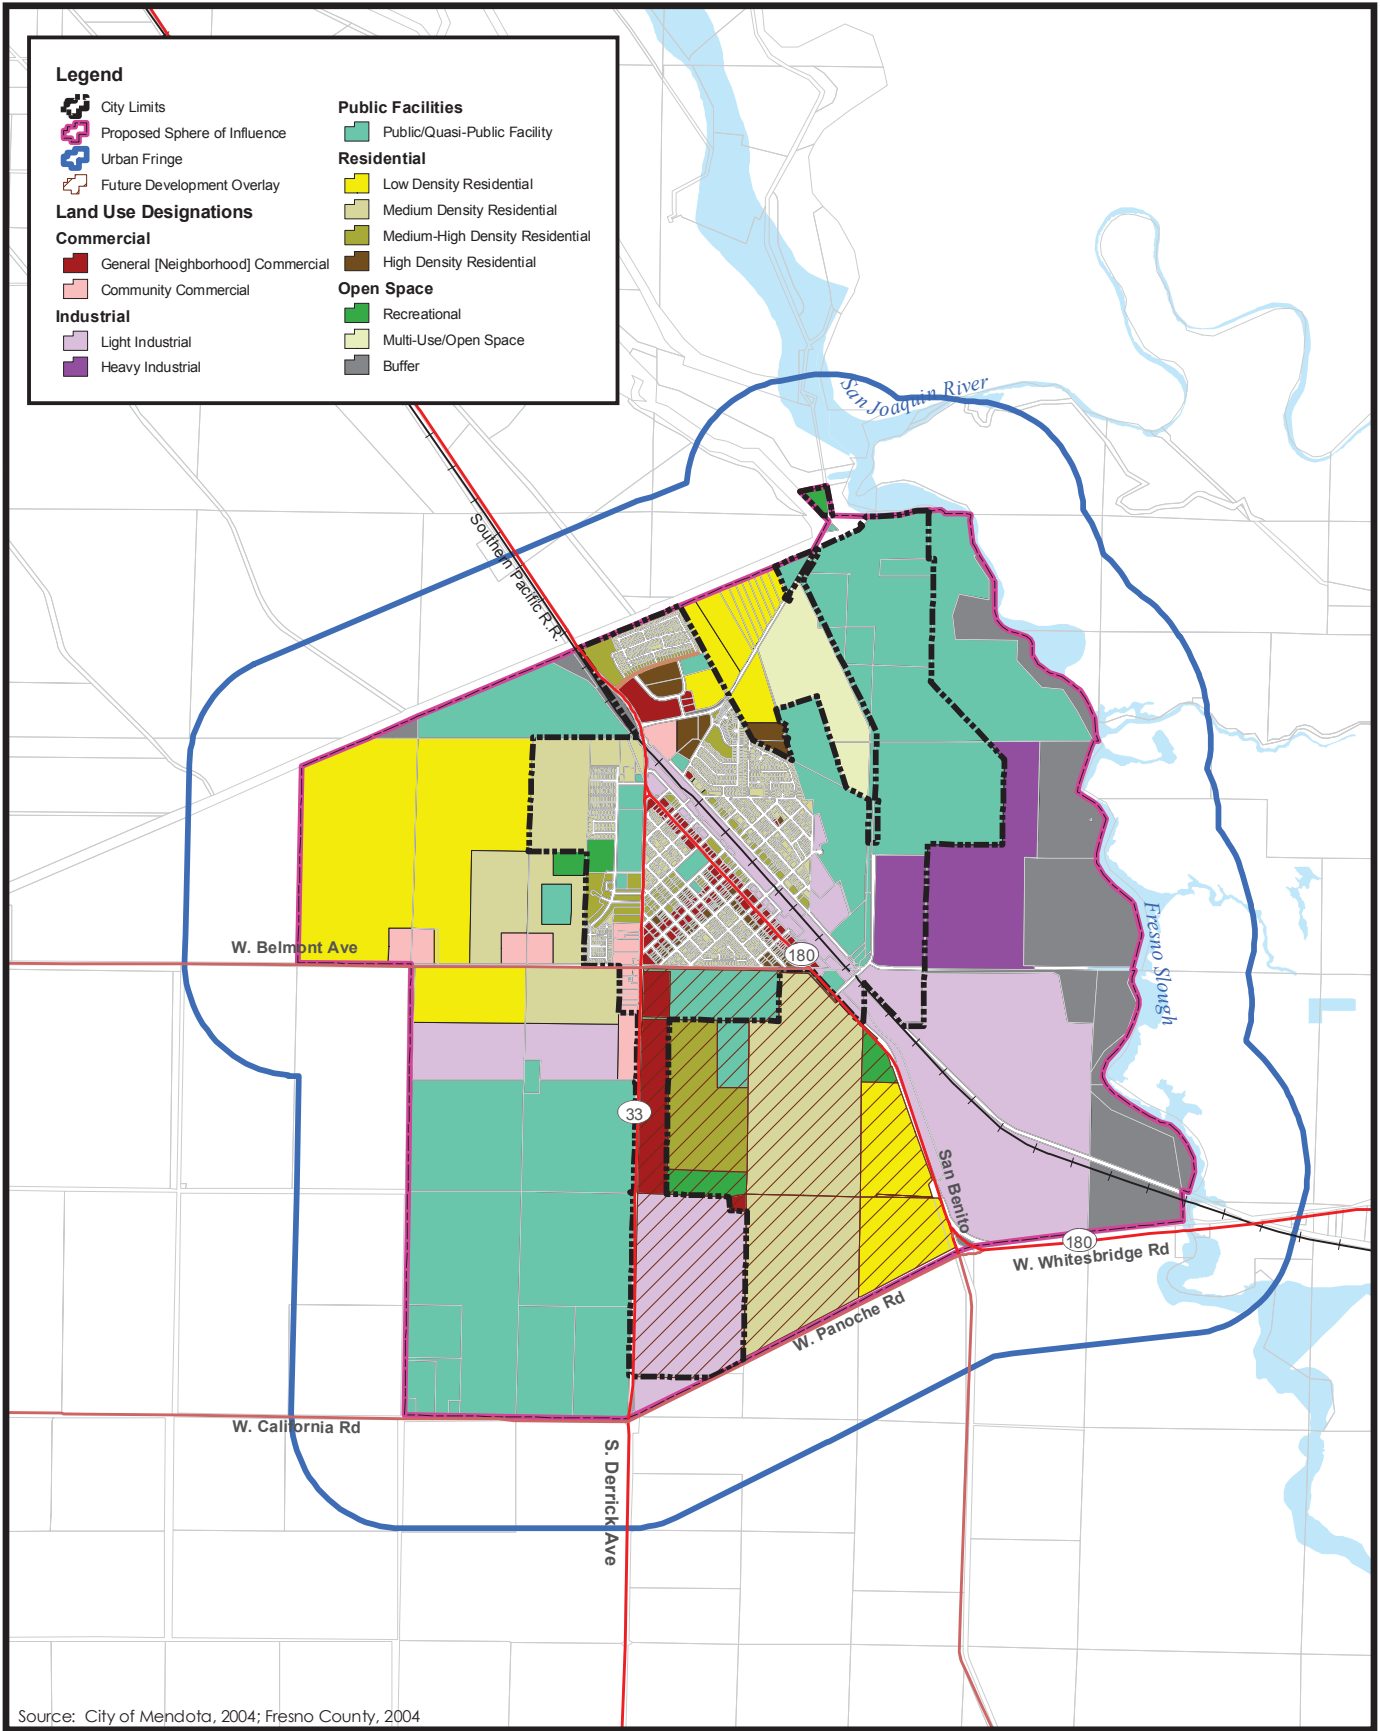 Legend
City Limits
Proposed Sphere of Influence
Urban Fringe
Future Development Overlay
Land Use Designations
Commercial
General [Neighborhood] Commercial
Community Commercial
Industrial
Light Industrial
Heavy Industrial
Public Facilities
Public/Quasi-Public Facility
Residential
Low Density Residential
Medium Density Residential
Medium-High Density Residential
High Density Residential
Open Space
Recreational
Multi-Use/Open Space
Buffer
San Joaquin River
Southern Pacific R.R.
W. Belmont Ave
180
Fresno Slough
33
San Benito
180
W. Whitesbridge Rd
W. Panoche Rd
W. California Rd
S. Derrick Ave
Source: City of Mendota, 2004; Fresno County, 2004